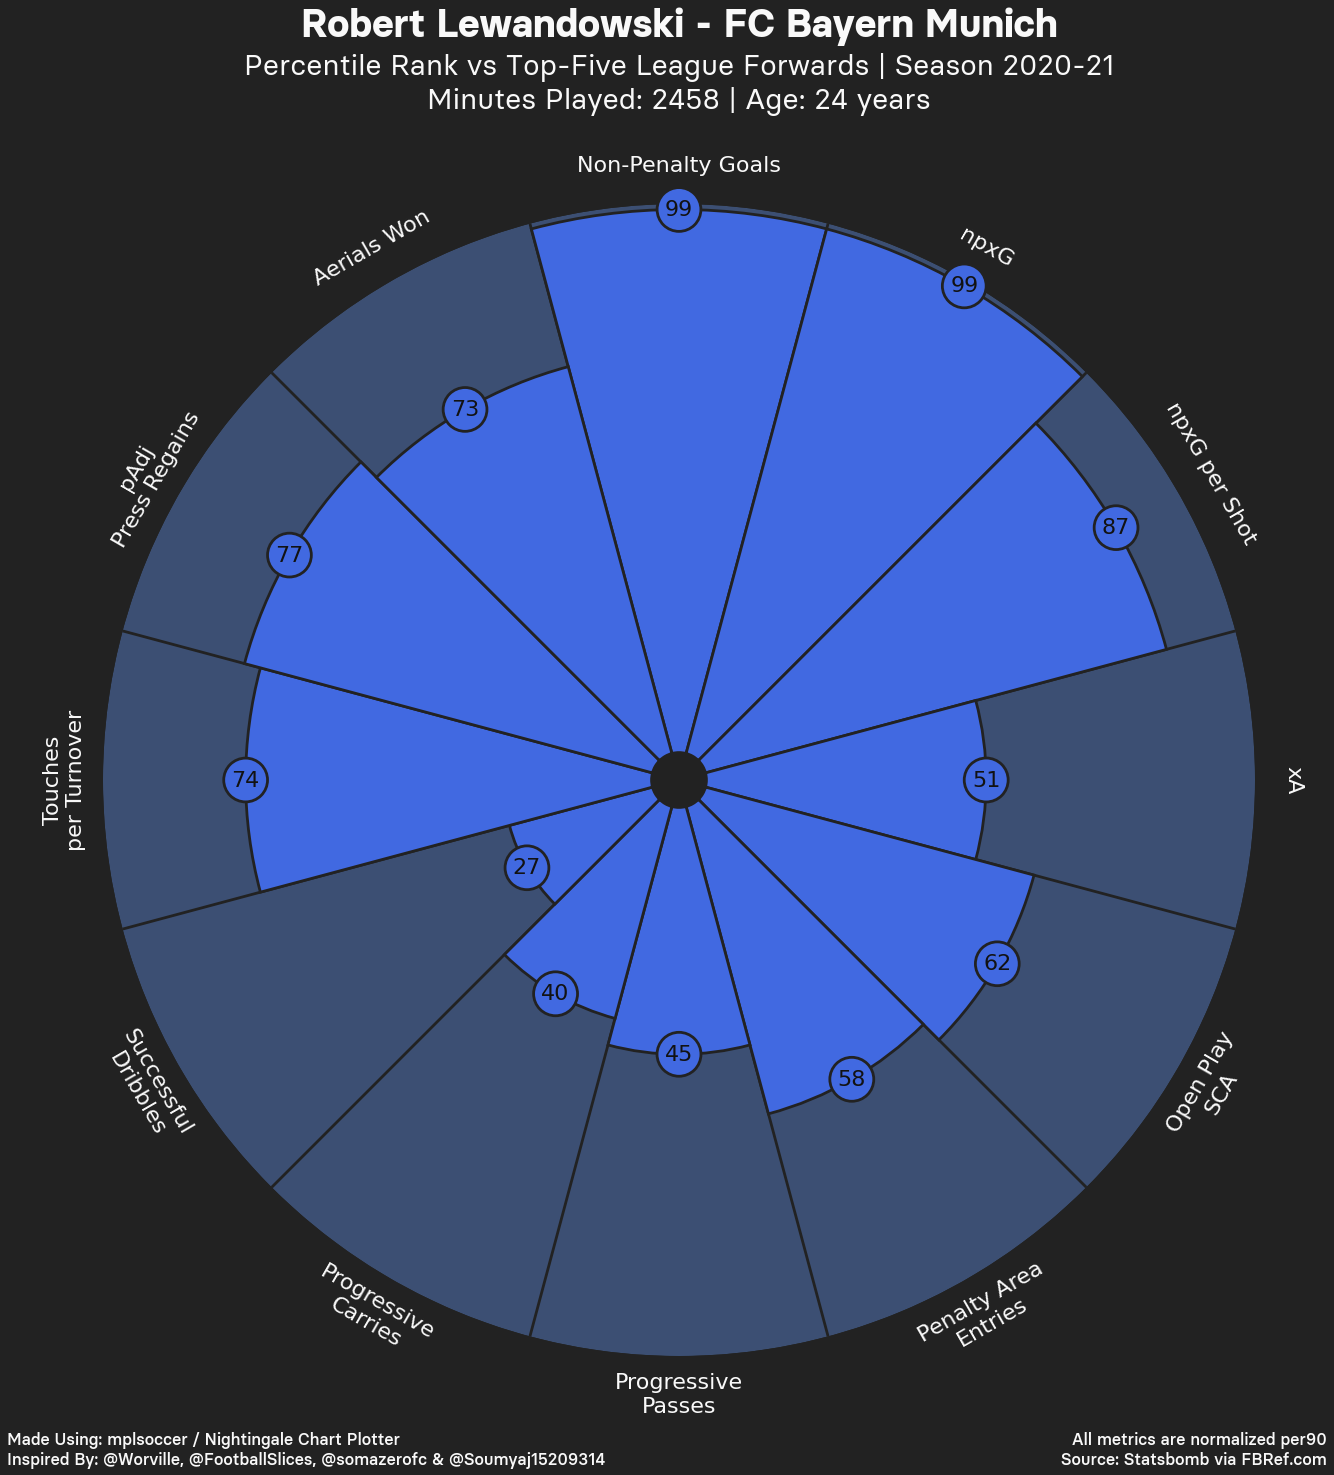 Robert Lewandowski - FC Bayern Munich
Percentile Rank vs Top-Five League Forwards | Season 2020-21
Minutes Played: 2458 | Age: 24 years
Non-Penalty Goals
99
npxG
99
npxG per Shot
87
xA
51
Open Play
SCA
62
Penalty Area
Entries
58
Progressive
Passes
45
Progressive
Carries
40
Successful
Dribbles
27
Touches
per Turnover
74
pAdj
Press Regains
77
Aerials Won
73
Made Using: mplsoccer / Nightingale Chart Plotter
Inspired By: @Worville, @FootballSlices, @somazerofc & @Soumyaj15209314
All metrics are normalized per90
Source: Statsbomb via FBRef.com